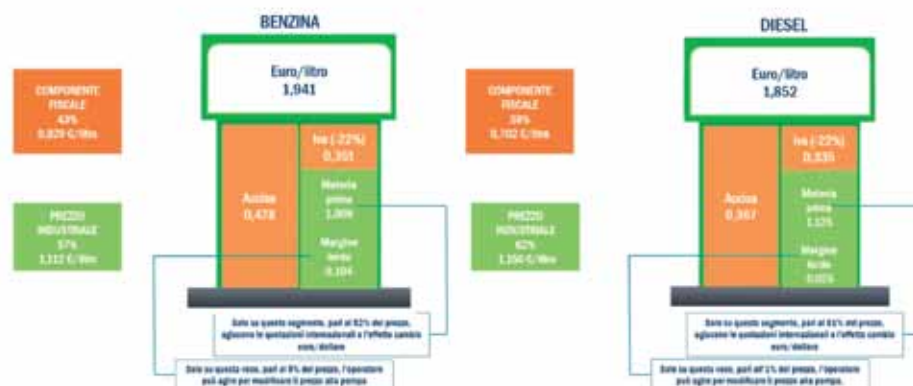 BENZINA
Euro/litro
1,941
COMPONENTE
FISCALE
43%
0,829 €/litro
Iva (-22%)
0,351
Accisa
0,478
Materia
prima
1,008
Margine
lordo
0,104
PREZZO
INDUSTRIALE
57%
1,112 €/litro
Solo su questo segmento, pari al 52% del prezzo,
agiscono le quotazioni internazionali e l'effetto cambio
euro/dollaro
Solo su questa voce, pari al 5% del prezzo, l'operatore
può agire per modificare il prezzo alla pompa
DIESEL
Euro/litro
1,852
COMPONENTE
FISCALE
38%
0,702 €/litro
Iva (-22%)
0,335
Accisa
0,367
Materia
prima
1,125
Margine
lordo
0,025
PREZZO
INDUSTRIALE
62%
1,150 €/litro
Solo su questo segmento, pari al 61% del prezzo,
agiscono le quotazioni internazionali e l'effetto cambio
euro/dollaro
Solo su questa voce, pari all'1% del prezzo, l'operatore
può agire per modificare il prezzo alla pompa